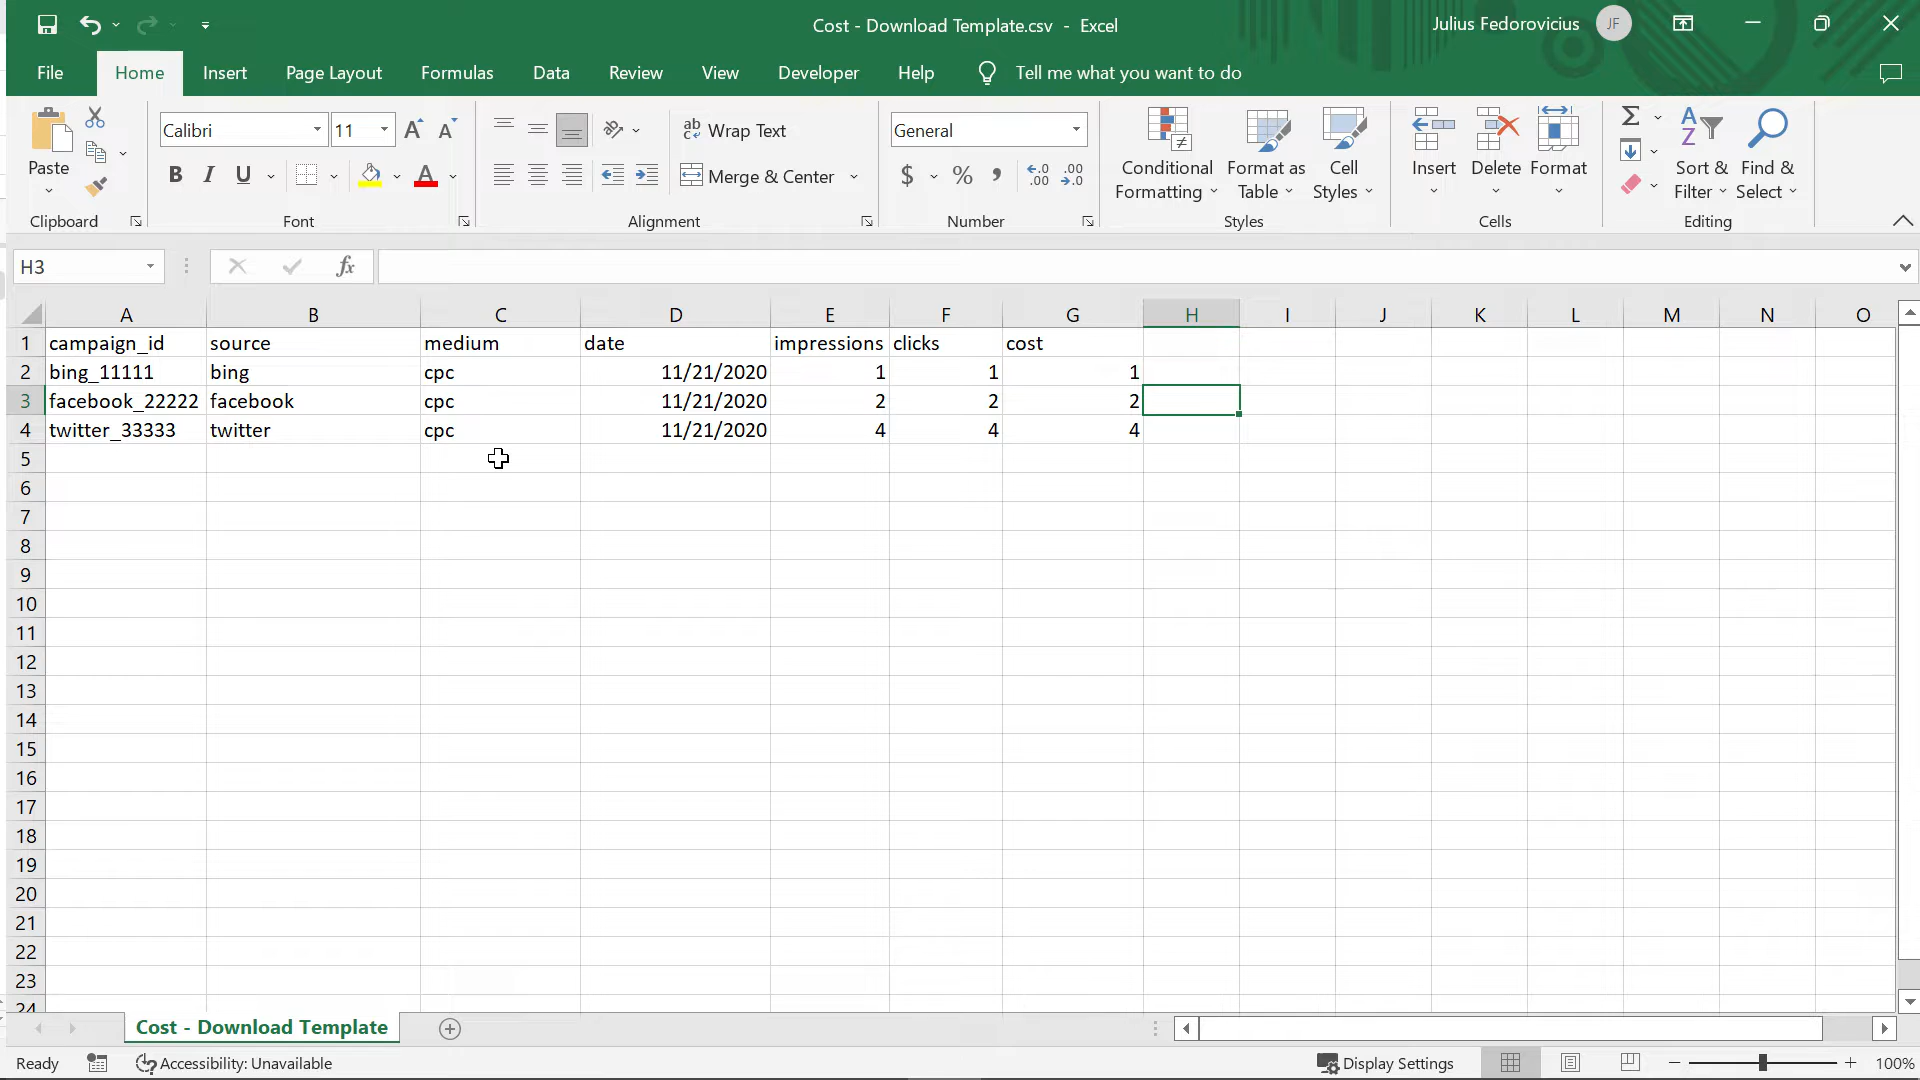 Cost - Download Template.csv - Excel
Julius Fedorovicius JF
File Home Insert Page Layout Formulas Data Review View Developer Help Tell me what you want to do
Calibri 11 ab Wrap Text General
Paste B I U A Merge & Center $ % , .00 .00
Conditional Formatting
Format as Table
Cell Styles
Insert Delete Format
Sort & Filter
Find & Select
Clipboard Font Alignment Number Styles Cells Editing
H3 fx
A B C D E F G H I J K L M N O
1 campaign_id source medium date impressions clicks cost
2 bing_11111 bing cpc 11/21/2020 1 1 1
3 facebook_22222 facebook cpc 11/21/2020 2 2 2
4 twitter_33333 twitter cpc 11/21/2020 4 4 4
5
6
7
8
9
10
11
12
13
14
15
16
17
18
19
20
21
22
23
24
Cost - Download Template
Ready Accessibility: Unavailable Display Settings 100%